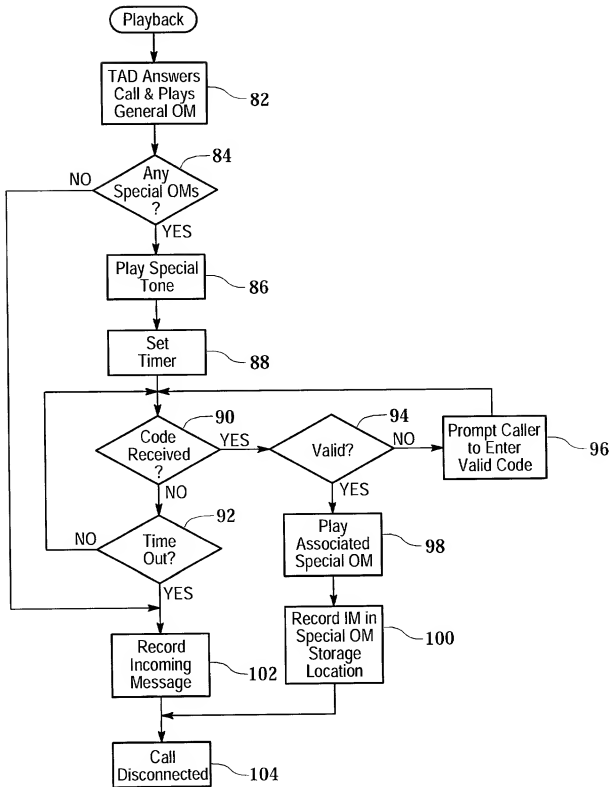 Playback
TAD Answers
Call & Plays
General OM
82
84
Any
Special OMs
?
NO
YES
Play Special
Tone
86
Set
Timer
88
90
Code
Received
?
YES
NO
94
Valid?
NO
YES
Prompt Caller
to Enter
Valid Code
96
92
Time
Out?
NO
YES
Play
Associated
Special OM
98
Record IM in
Special OM
Storage
Location
100
Record
Incoming
Message
102
Call
Disconnected
104